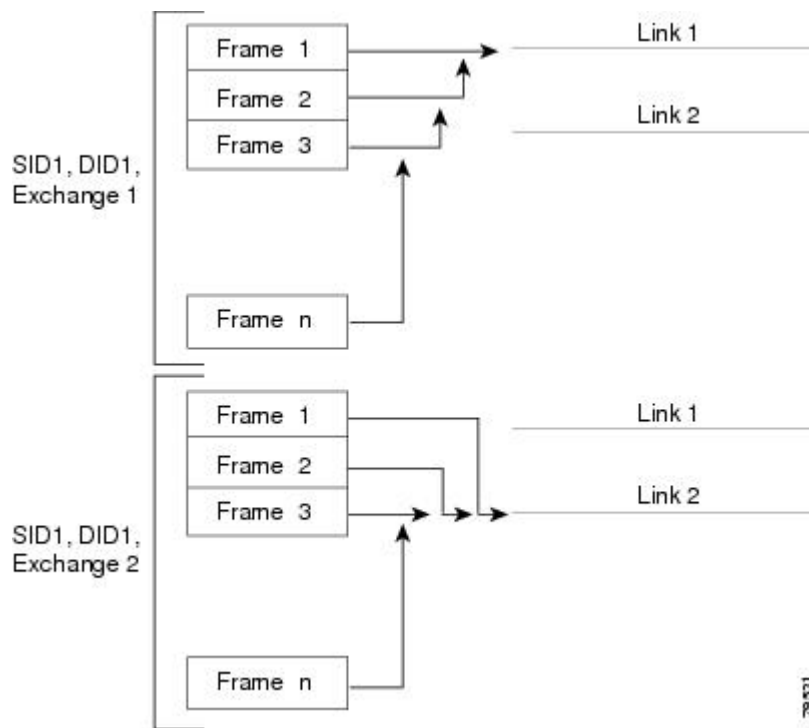 Frame 1
Link 1
Frame 2
Link 2
Frame 3
SID1, DID1,
Exchange 1
Frame n
Frame 1
Link 1
Frame 2
Link 2
Frame 3
SID1, DID1,
Exchange 2
Frame n